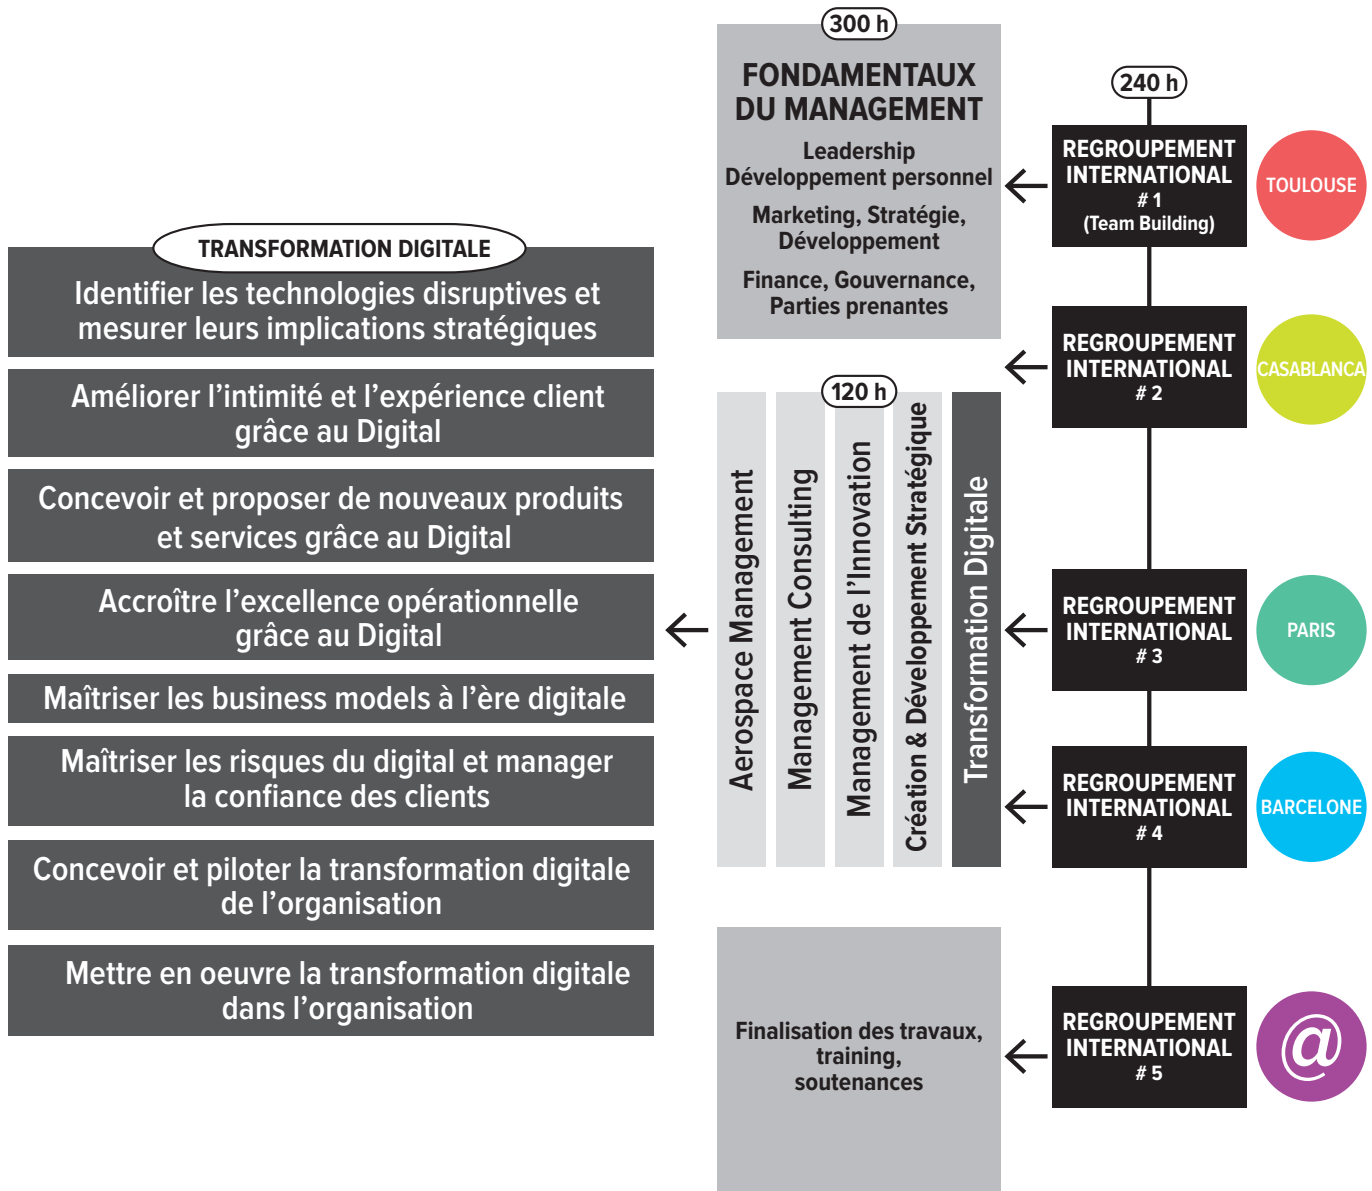 TRANSFORMATION DIGITALE
Identifier les technologies disruptives et
mesurer leurs implications stratégiques
Améliorer l’intimité et l’expérience client
grâce au Digital
Concevoir et proposer de nouveaux produits
et services grâce au Digital
Accroître l’excellence opérationnelle
grâce au Digital
Maîtriser les business models à l’ère digitale
Maîtriser les risques du digital et manager
la confiance des clients
Concevoir et piloter la transformation digitale
de l’organisation
Mettre en oeuvre la transformation digitale
dans l’organisation
300 h
FONDAMENTAUX
DU MANAGEMENT
Leadership
Développement personnel
Marketing, Stratégie,
Développement
Finance, Gouvernance,
Parties prenantes
120 h
Aerospace Management
Management Consulting
Management de l’Innovation
Création & Développement Stratégique
Transformation Digitale
Finalisation des travaux,
training,
soutenances
240 h
REGROUPEMENT
INTERNATIONAL
# 1
(Team Building)
TOULOUSE
REGROUPEMENT
INTERNATIONAL
# 2
CASABLANCA
REGROUPEMENT
INTERNATIONAL
# 3
PARIS
REGROUPEMENT
INTERNATIONAL
# 4
BARCELONE
REGROUPEMENT
INTERNATIONAL
# 5
@